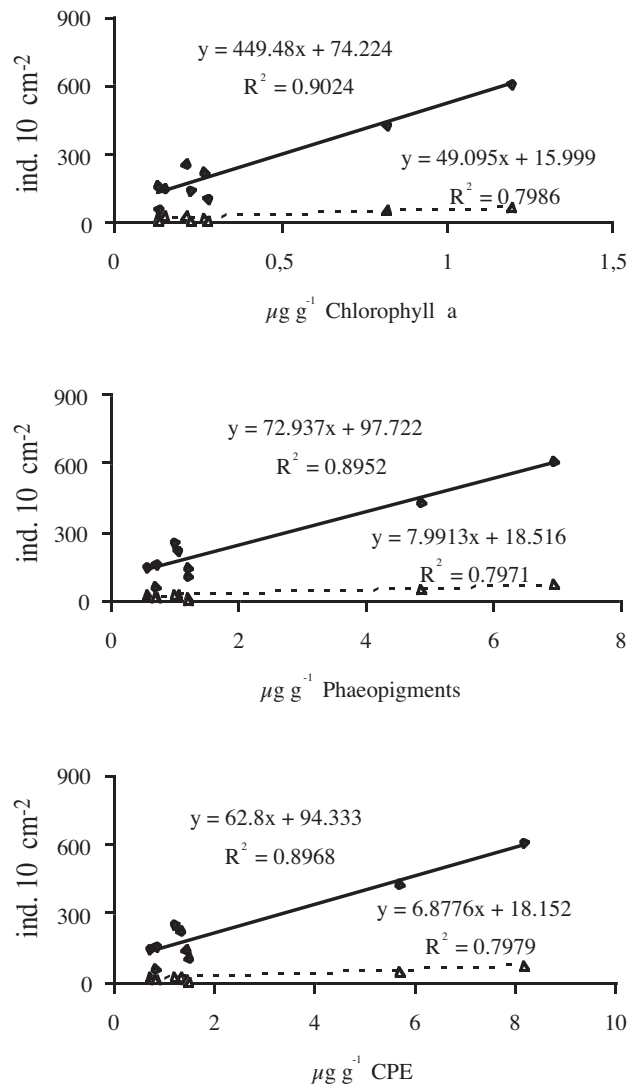 900
y = 449.48x + 74.224
R² = 0.9024
600
ind. 10 cm⁻²
y = 49.095x + 15.999
300
R² = 0.7986
0
0 0,5 1 1,5
µg g⁻¹ Chlorophyll a
900
y = 72.937x + 97.722
R² = 0.8952
600
ind. 10 cm⁻²
y = 7.9913x + 18.516
300
R² = 0.7971
0
0 2 4 6 8
µg g⁻¹ Phaeopigments
900
y = 62.8x + 94.333
R² = 0.8968
600
ind. 10 cm⁻²
y = 6.8776x + 18.152
300
R² = 0.7979
0
0 2 4 6 8 10
µg g⁻¹ CPE